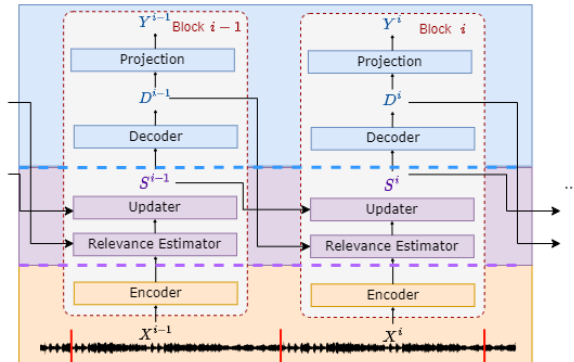 Y^{i-1} Block i - 1
Projection
D^{i-1}
Decoder
S^{i-1}
Updater
Relevance Estimator
Encoder
X^{i-1}
Y^i Block i
Projection
D^i
Decoder
S^i
Updater
Relevance Estimator
Encoder
X^i
..